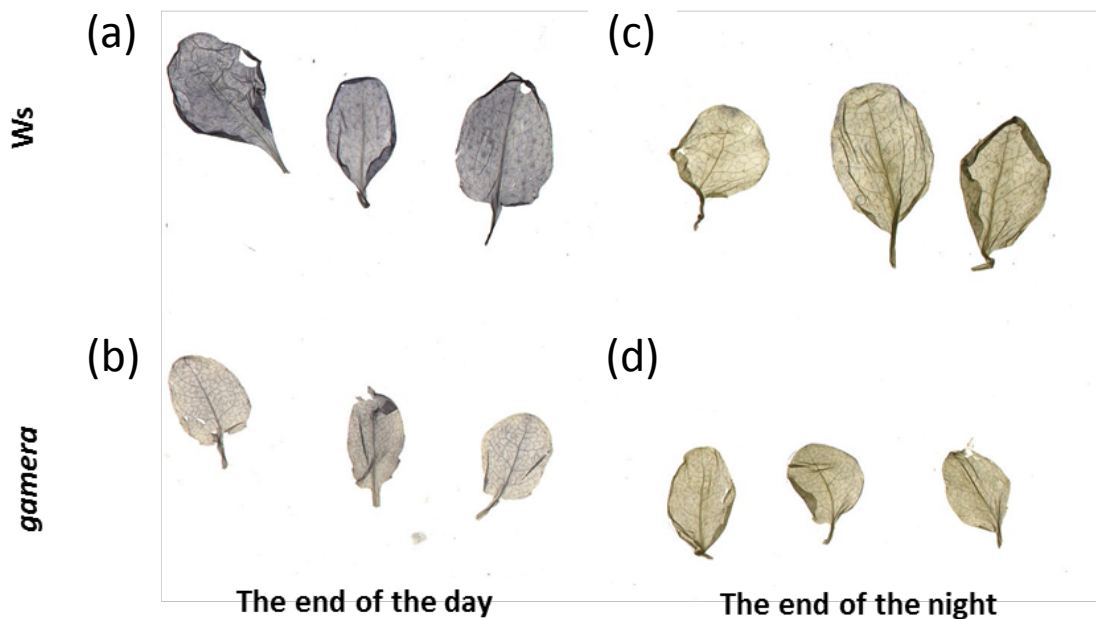 (a)
(c)
Ws
(b)
(d)
gamera
The end of the day
The end of the night